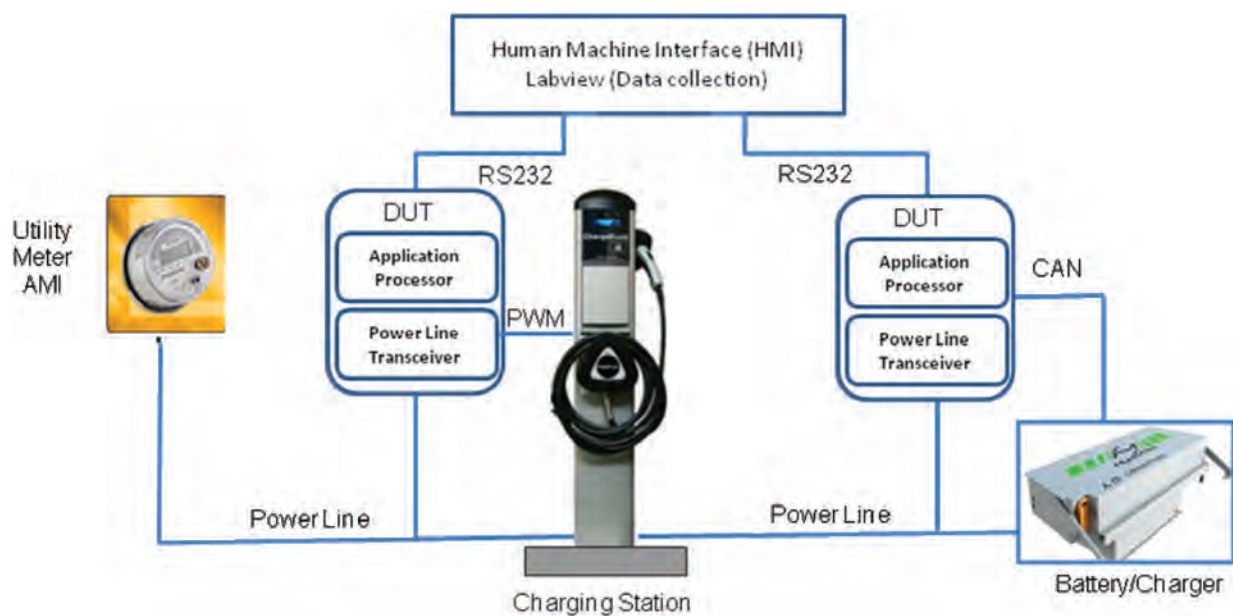 Human Machine Interface (HMI)
Labview (Data collection)
RS232
RS232
Utility
Meter
AMI
DUT
Application
Processor
Power Line
Transceiver
PWM
DUT
Application
Processor
Power Line
Transceiver
CAN
Power Line
Power Line
Charging Station
Battery/Charger